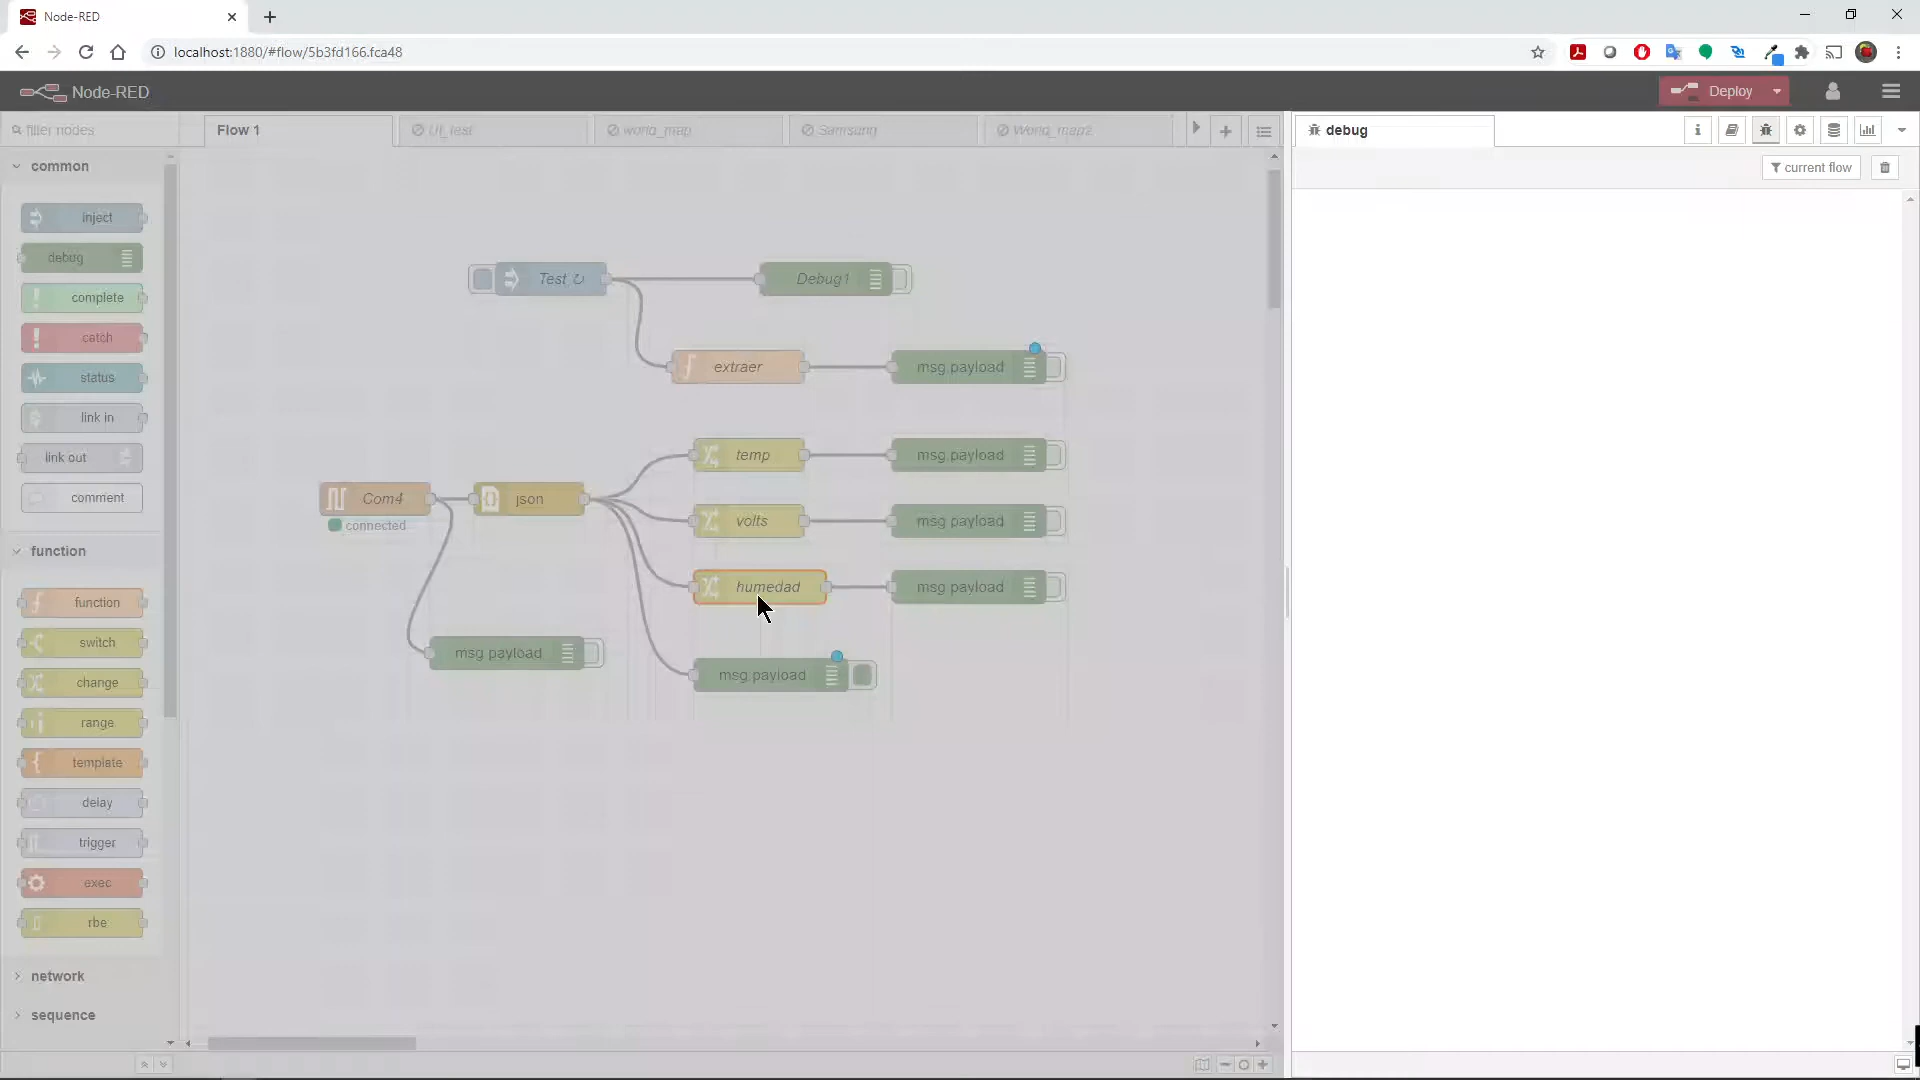 Node-RED
localhost:1880/#flow/5b3fd166.fca48
Node-RED
Deploy
filter nodes
Flow 1
UI_test
world_map
Samsung
World_map2
debug
current flow
common
inject
debug
complete
catch
status
link in
link out
comment
function
function
switch
change
range
template
delay
trigger
exec
rbe
network
sequence
Test ↻
Debug1
extraer
msg.payload
temp
msg.payload
Com4
json
connected
volts
msg.payload
humedad
msg.payload
msg.payload
msg.payload